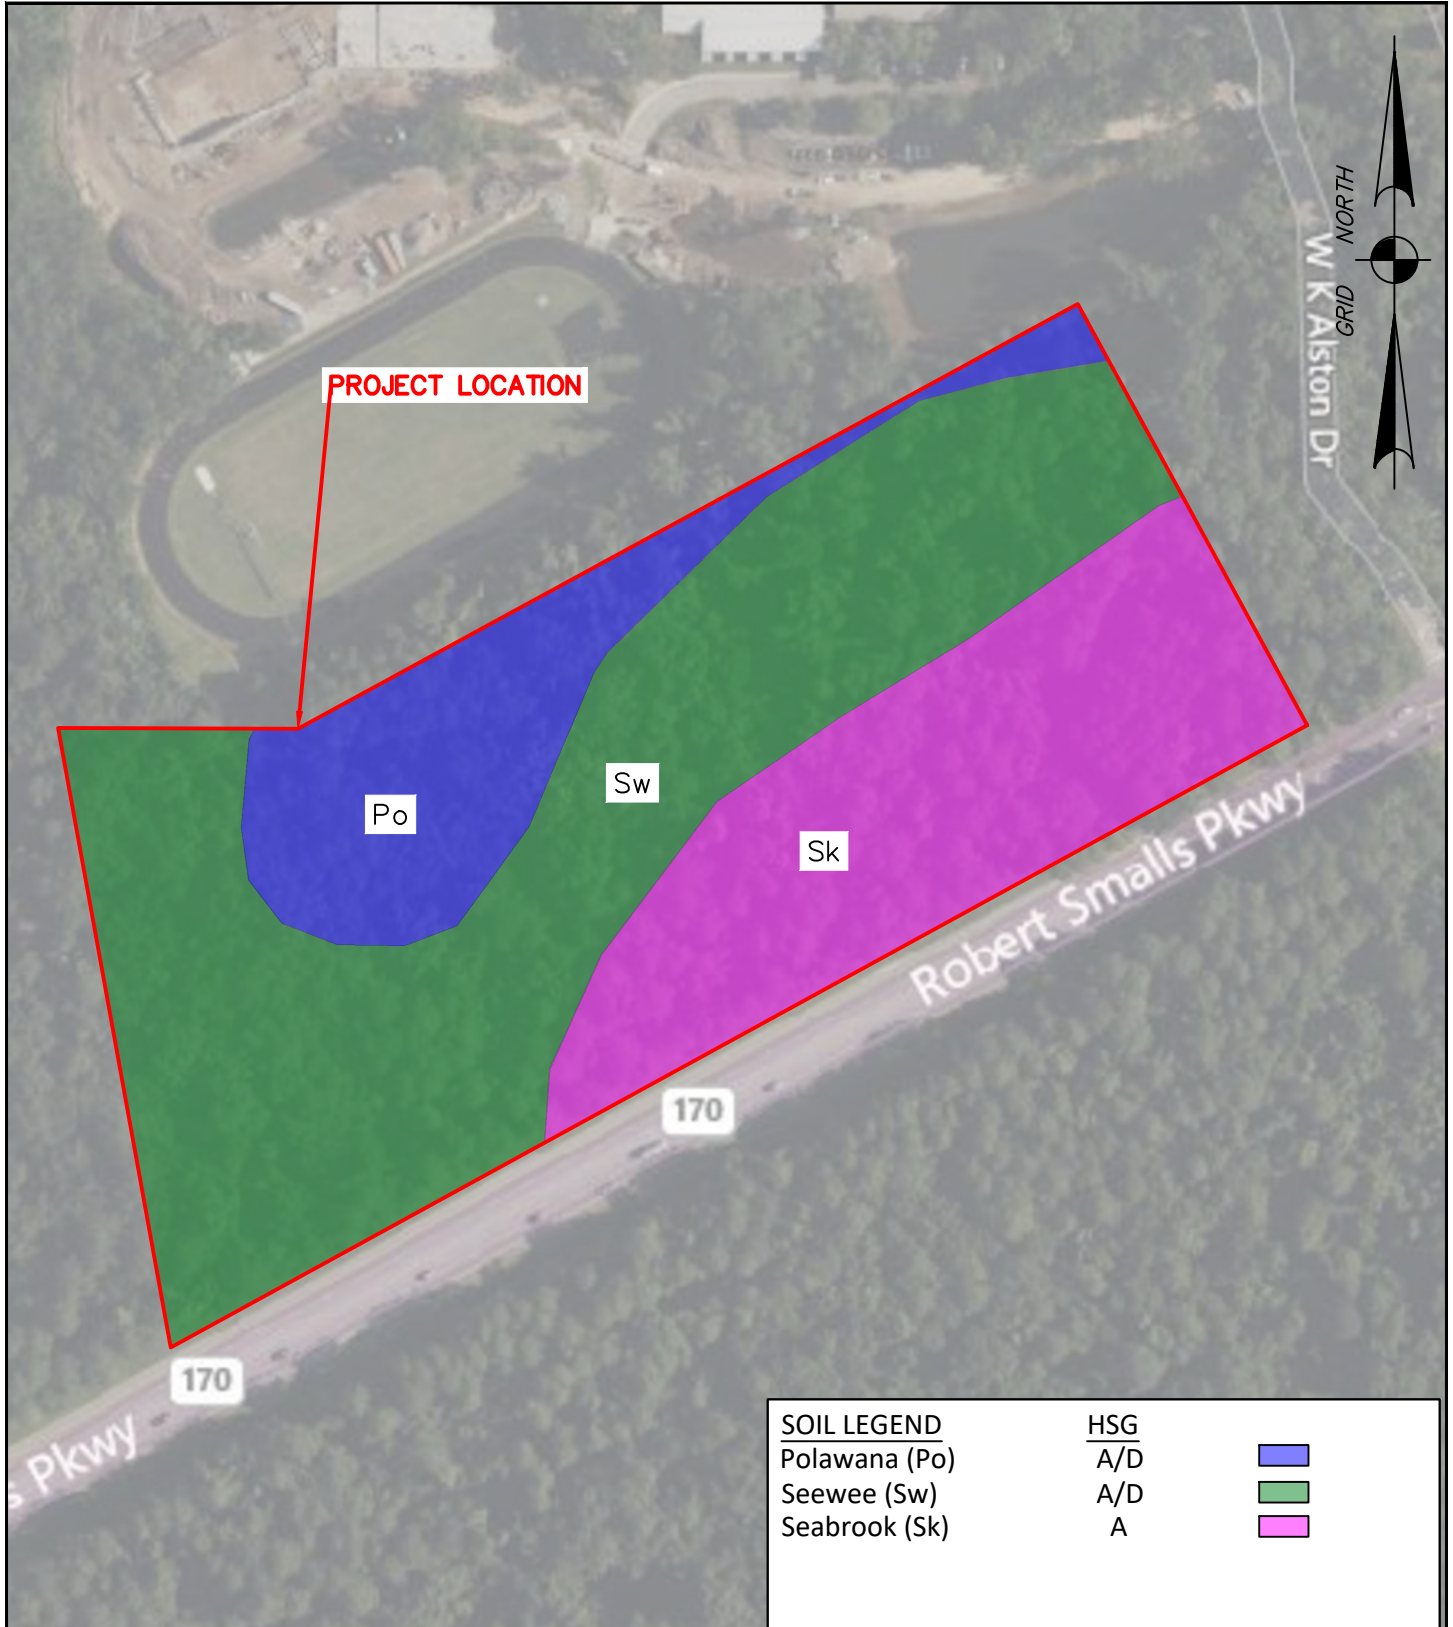 GRID NORTH
W K Alston Dr
PROJECT LOCATION
Po
Sw
Sk
Robert Smalls Pkwy
170
170
s Pkwy
SOIL LEGEND HSG
Polawana (Po) A/D
Seewee (Sw) A/D
Seabrook (Sk) A